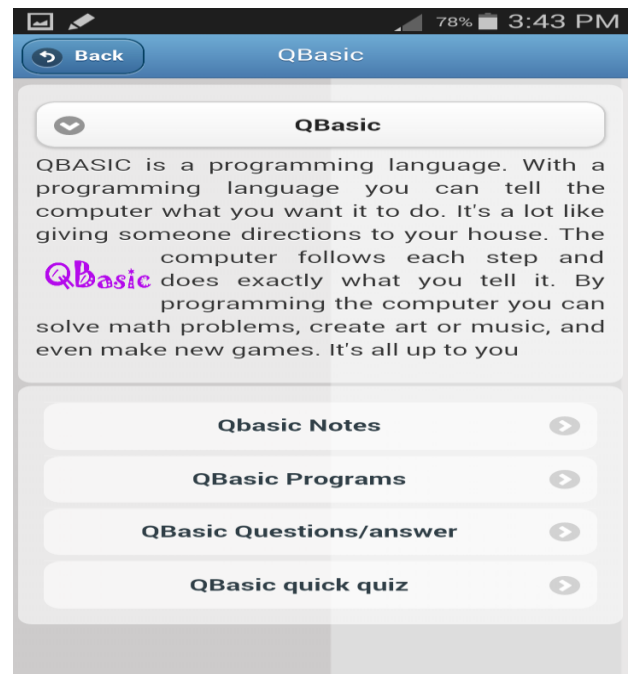 78% 3:43 PM
Back
QBasic
QBasic
QBASIC is a programming language. With a
programming language you can tell the
computer what you want it to do. It's a lot like
giving someone directions to your house. The
computer follows each step and
QBasic does exactly what you tell it. By
programming the computer you can
solve math problems, create art or music, and
even make new games. It's all up to you
Qbasic Notes
QBasic Programs
QBasic Questions/answer
QBasic quick quiz